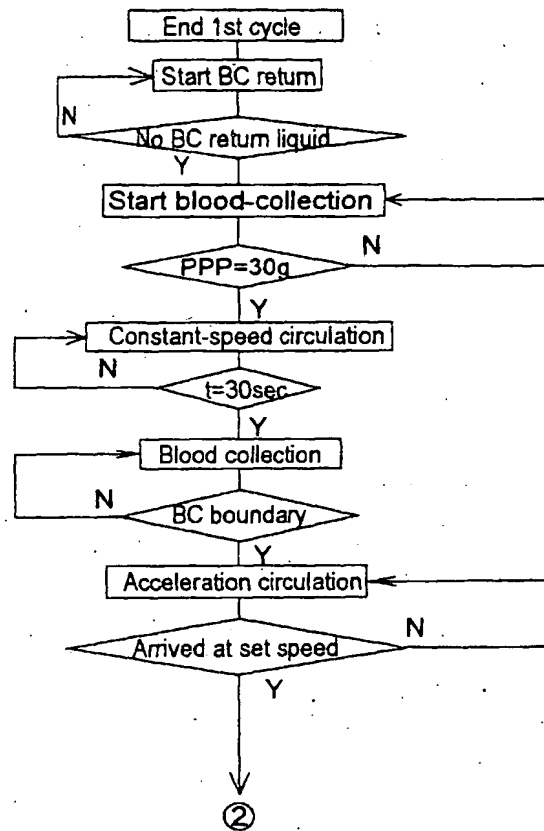 End 1st cycle
Start BC return
N
No BC return liquid
Y
Start blood-collection
N
PPP=30g
Y
Constant-speed circulation
N
t=30sec
Y
Blood collection
N
BC boundary
Y
Acceleration circulation
N
Arrived at set speed
Y
②